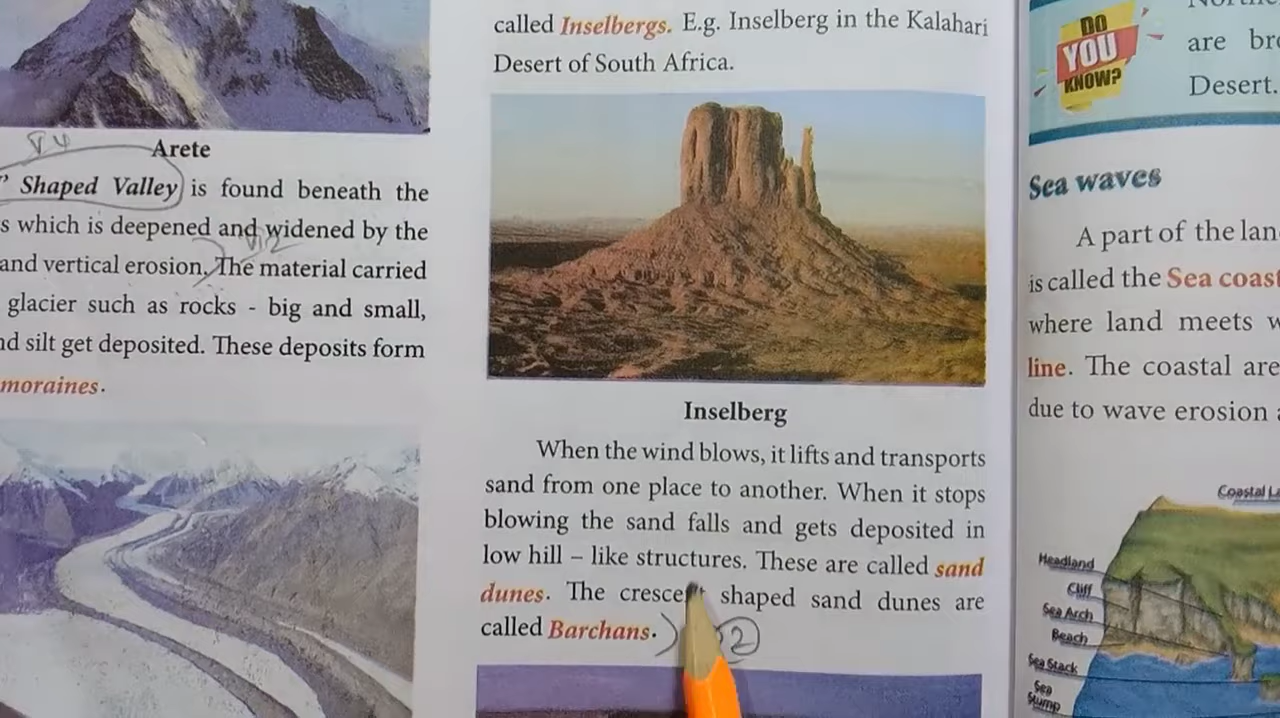 Arete
' Shaped Valley is found beneath the
which is deepened and widened by the
and vertical erosion. The material carried
glacier such as rocks - big and small,
silt get deposited. These deposits form
moraines.
called Inselbergs. E.g. Inselberg in the Kalahari
Desert of South Africa.
Inselberg
When the wind blows, it lifts and transports
sand from one place to another. When it stops
blowing the sand falls and gets deposited in
low hill – like structures. These are called sand
dunes. The shaped sand dunes are
called Barchans.
2
DO
YOU
KNOW?
are
Desert.
Sea waves
A part of the
is called the Sea
where land meets
line. The coastal
due to wave erosion
Coastal
Headland
Cliff
Sea Arch
Beach
Sea Stack
Sea
Stump